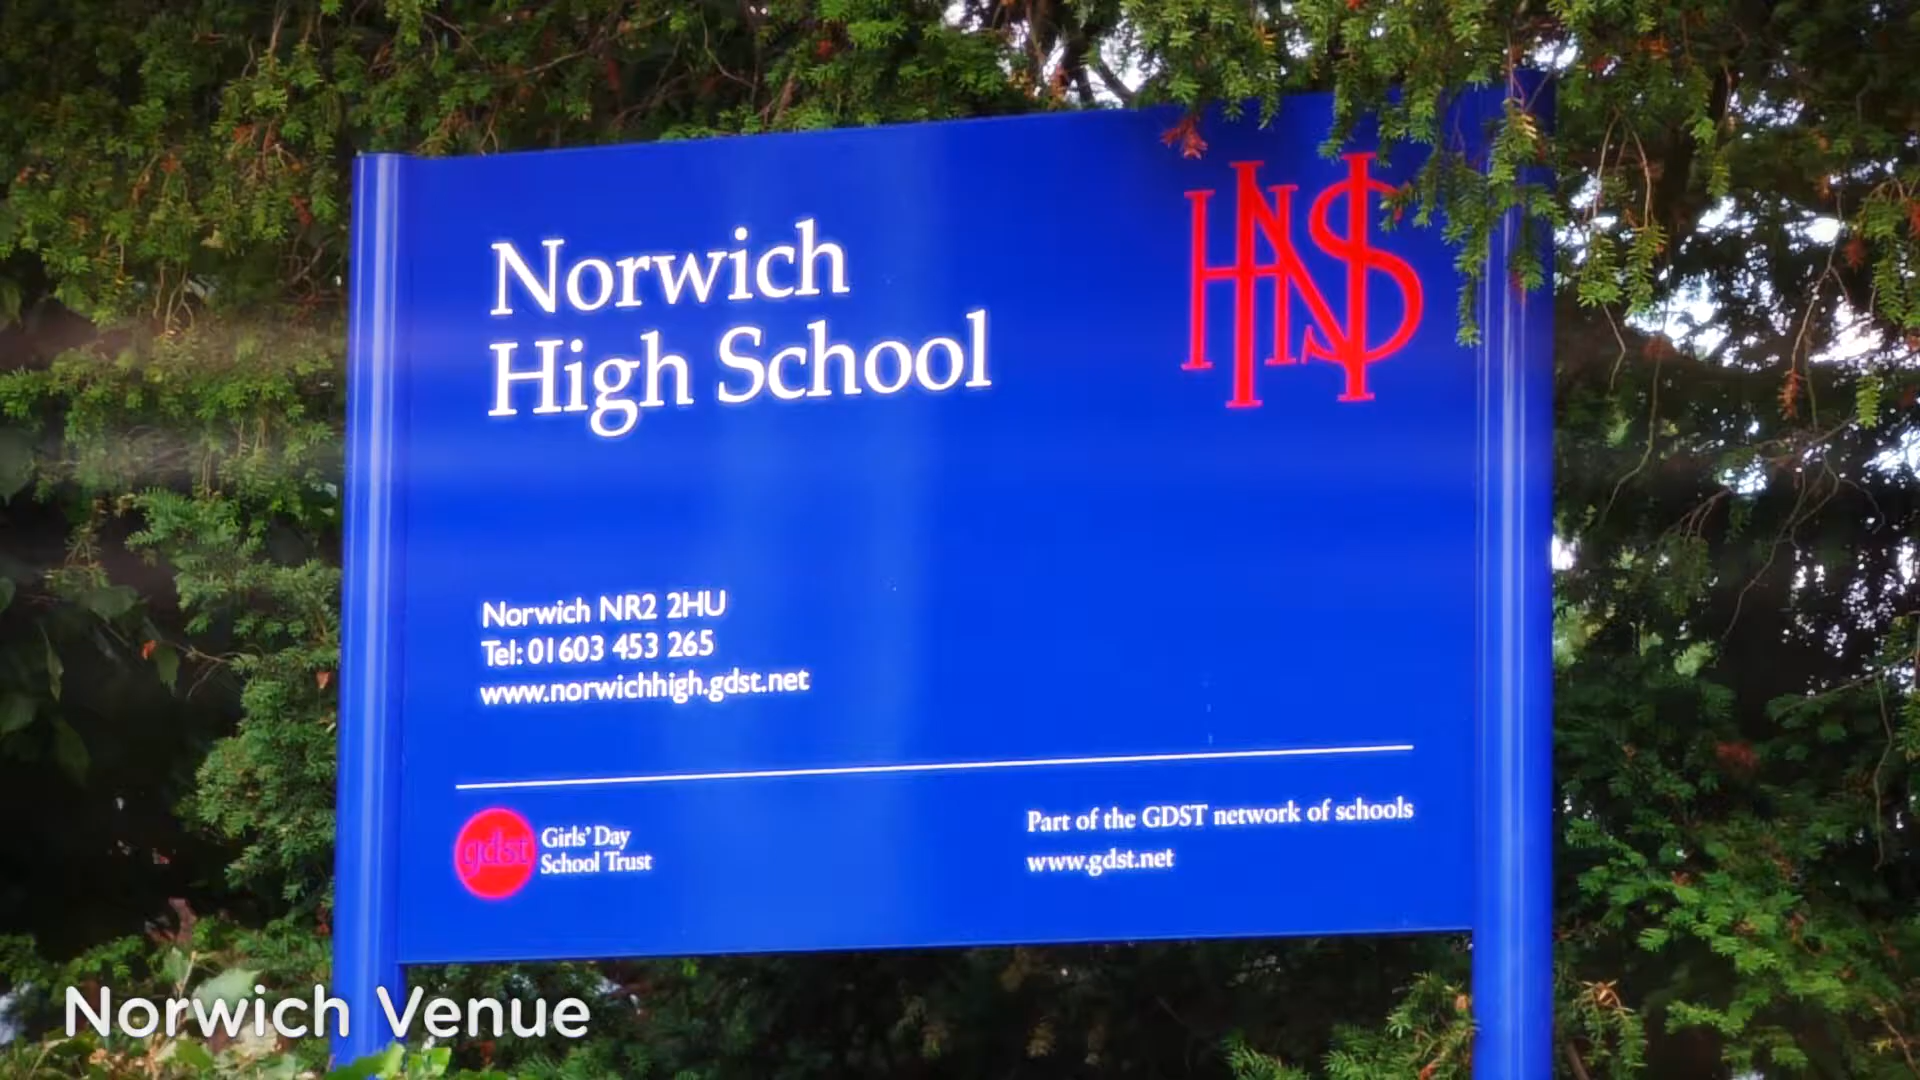 Norwich
High School
HNS
Norwich NR2 2HU
Tel: 01603 453 265
www.norwichhigh.gdst.net
gdst
Girls' Day
School Trust
Part of the GDST network of schools
www.gdst.net
Norwich Venue